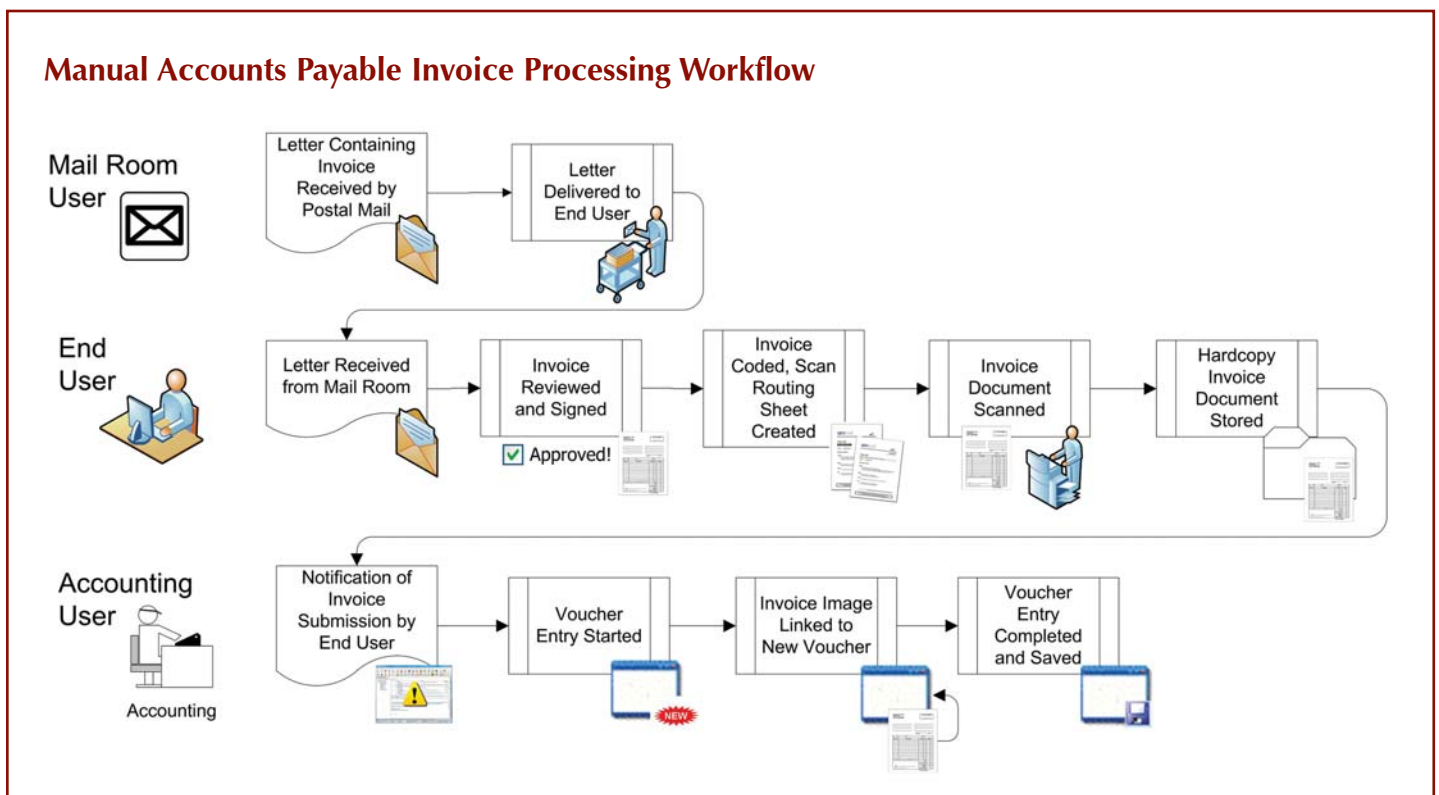 Manual Accounts Payable Invoice Processing Workflow
Mail Room
User
Letter Containing
Invoice
Received by
Postal Mail
Letter
Delivered to
End User
End
User
Letter Received
from Mail Room
Invoice
Reviewed
and Signed
Approved!
Invoice
Coded, Scan
Routing
Sheet
Created
Invoice
Document
Scanned
Hardcopy
Invoice
Document
Stored
Accounting
User
Accounting
Notification of
Invoice
Submission by
End User
Voucher
Entry Started
NEW
Invoice Image
Linked to
New Voucher
Voucher
Entry
Completed
and Saved